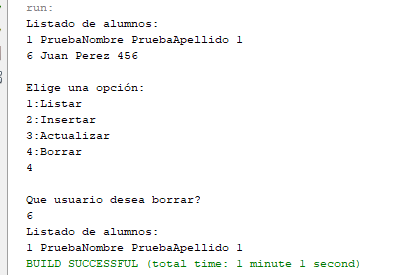 run:
Listado de alumnos:
1 PruebaNombre PruebaApellido 1
6 Juan Perez 456
Elige una opción:
1:Listar
2:Insertar
3:Actualizar
4:Borrar
4
Que usuario desea borrar?
6
Listado de alumnos:
1 PruebaNombre PruebaApellido 1
BUILD SUCCESSFUL (total time: 1 minute 1 second)